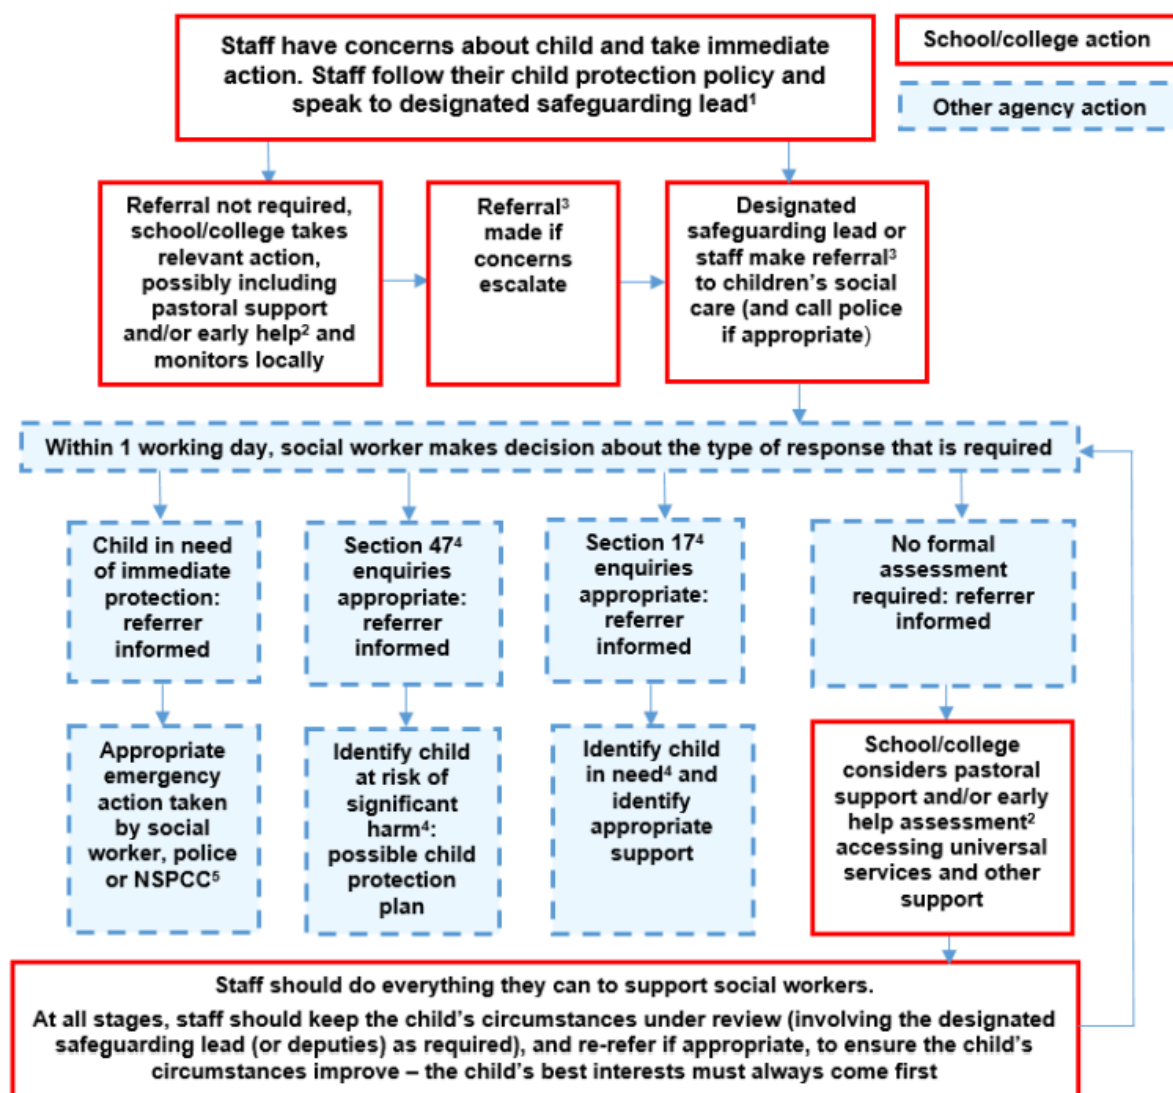 Staff have concerns about child and take immediate
action. Staff follow their child protection policy and
speak to designated safeguarding lead¹
School/college action
Other agency action
Referral not required,
school/college takes
relevant action,
possibly including
pastoral support
and/or early help² and
monitors locally
Referral³
made if
concerns
escalate
Designated
safeguarding lead or
staff make referral³
to children’s social
care (and call police
if appropriate)
Within 1 working day, social worker makes decision about the type of response that is required
Child in need
of immediate
protection:
referrer
informed
Section 47⁴
enquiries
appropriate:
referrer
informed
Section 17⁴
enquiries
appropriate:
referrer
informed
No formal
assessment
required: referrer
informed
Appropriate
emergency
action taken
by social
worker, police
or NSPCC⁵
Identify child
at risk of
significant
harm⁴:
possible child
protection
plan
Identify child
in need⁴ and
identify
appropriate
support
School/college
considers pastoral
support and/or early
help assessment²
accessing universal
services and other
support
Staff should do everything they can to support social workers.
At all stages, staff should keep the child’s circumstances under review (involving the designated
safeguarding lead (or deputies) as required), and re-refer if appropriate, to ensure the child’s
circumstances improve – the child’s best interests must always come first